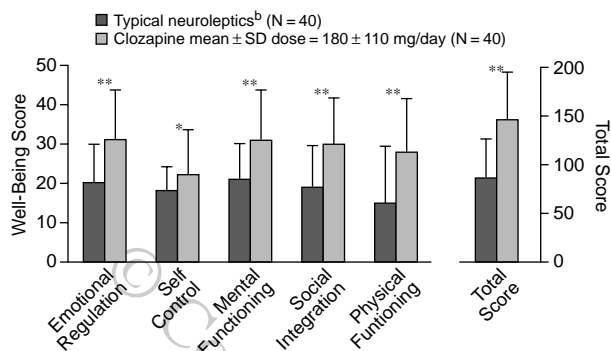 Typical neurolepticsᵇ (N = 40)
Clozapine mean ± SD dose = 180 ± 110 mg/day (N = 40)
50
40
30
20
10
0
Well-Being Score
**
*
**
**
**
**
200
150
100
50
0
Total Score
Emotional
Regulation
Self
Control
Mental
Functioning
Social
Integration
Physical
Funtioning
Total
Score
©
C